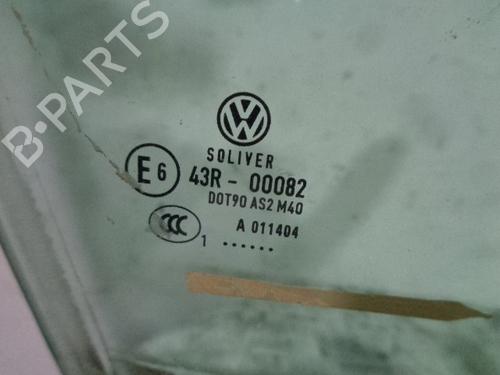 B-PARTS
VW
SOLIVER
E6 43R - 00082
DOT90 AS2 M40
A 011404
CCC 1 ......